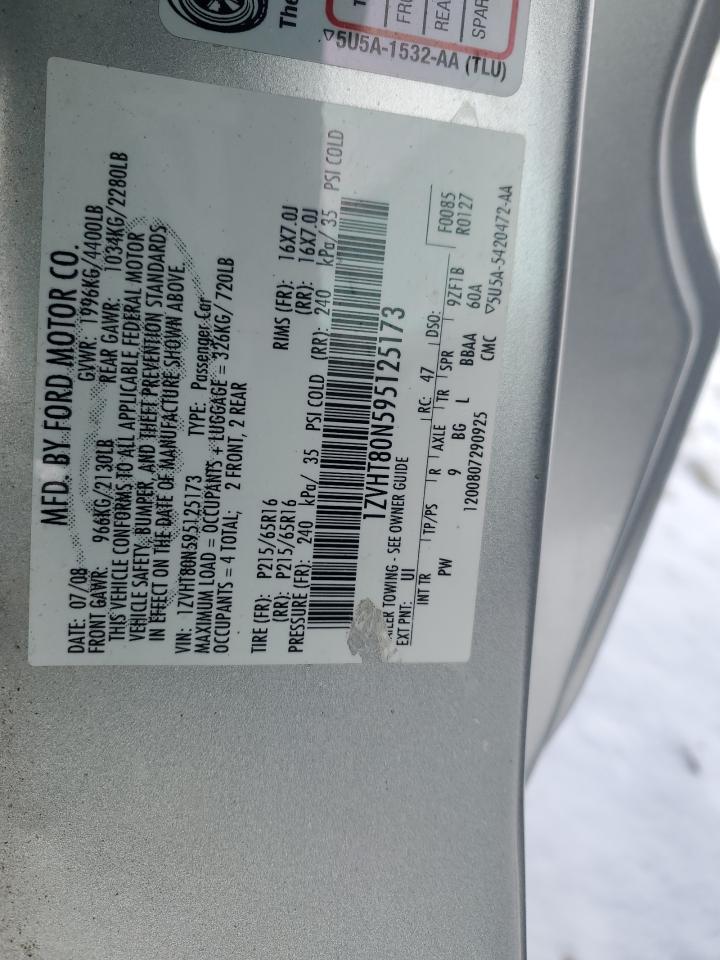 The
T
FR
REA
SPAR
▽5U5A-1532-AA (TLU)
MFD. BY FORD MOTOR CO.
DATE: 07/08 GVWR: 1996KG/4400LB
FRONT GAWR: 966KG/2130LB REAR GAWR: 1034KG/2280LB
THIS VEHICLE CONFORMS TO ALL APPLICABLE FEDERAL MOTOR
VEHICLE SAFETY, BUMPER, AND THEFT PREVENTION STANDARDS
IN EFFECT ON THE DATE OF MANUFACTURE SHOWN ABOVE.
VIN: 1ZVHT80N595125173 TYPE: Passenger Car
MAXIMUM LOAD = OCCUPANTS + LUGGAGE = 326KG/ 720LB
OCCUPANTS = 4 TOTAL; 2 FRONT, 2 REAR
TIRE (FR): P215/65R16 RIMS (FR): 16X7.0J
(RR): P215/65R16 (RR): 16X7.0J
PRESSURE (FR): 240 kPa/ 35 PSI COLD (RR): 240 kPa/ 35 PSI COLD
1ZVHT80N595125173
ILER TOWING - SEE OWNER GUIDE
EXT PNT: UI RC: 47 DSO: F0085
R0127
INT TR TP/PS R AXLE TR SPR 9ZF1B
PW 9 BG L BBAA 60A
1200807290925 CMC ▽5U5A-5420472-AA